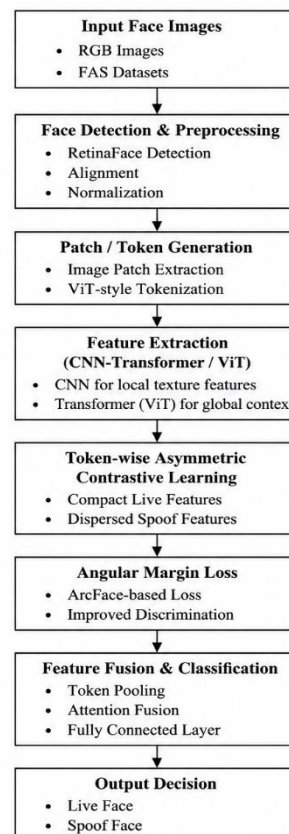 Input Face Images
• RGB Images
• FAS Datasets
Face Detection & Preprocessing
• RetinaFace Detection
• Alignment
• Normalization
Patch / Token Generation
• Image Patch Extraction
• ViT-style Tokenization
Feature Extraction
(CNN-Transformer / ViT)
• CNN for local texture features
• Transformer (ViT) for global context
Token-wise Asymmetric
Contrastive Learning
• Compact Live Features
• Dispersed Spoof Features
Angular Margin Loss
• ArcFace-based Loss
• Improved Discrimination
Feature Fusion & Classification
• Token Pooling
• Attention Fusion
• Fully Connected Layer
Output Decision
• Live Face
• Spoof Face